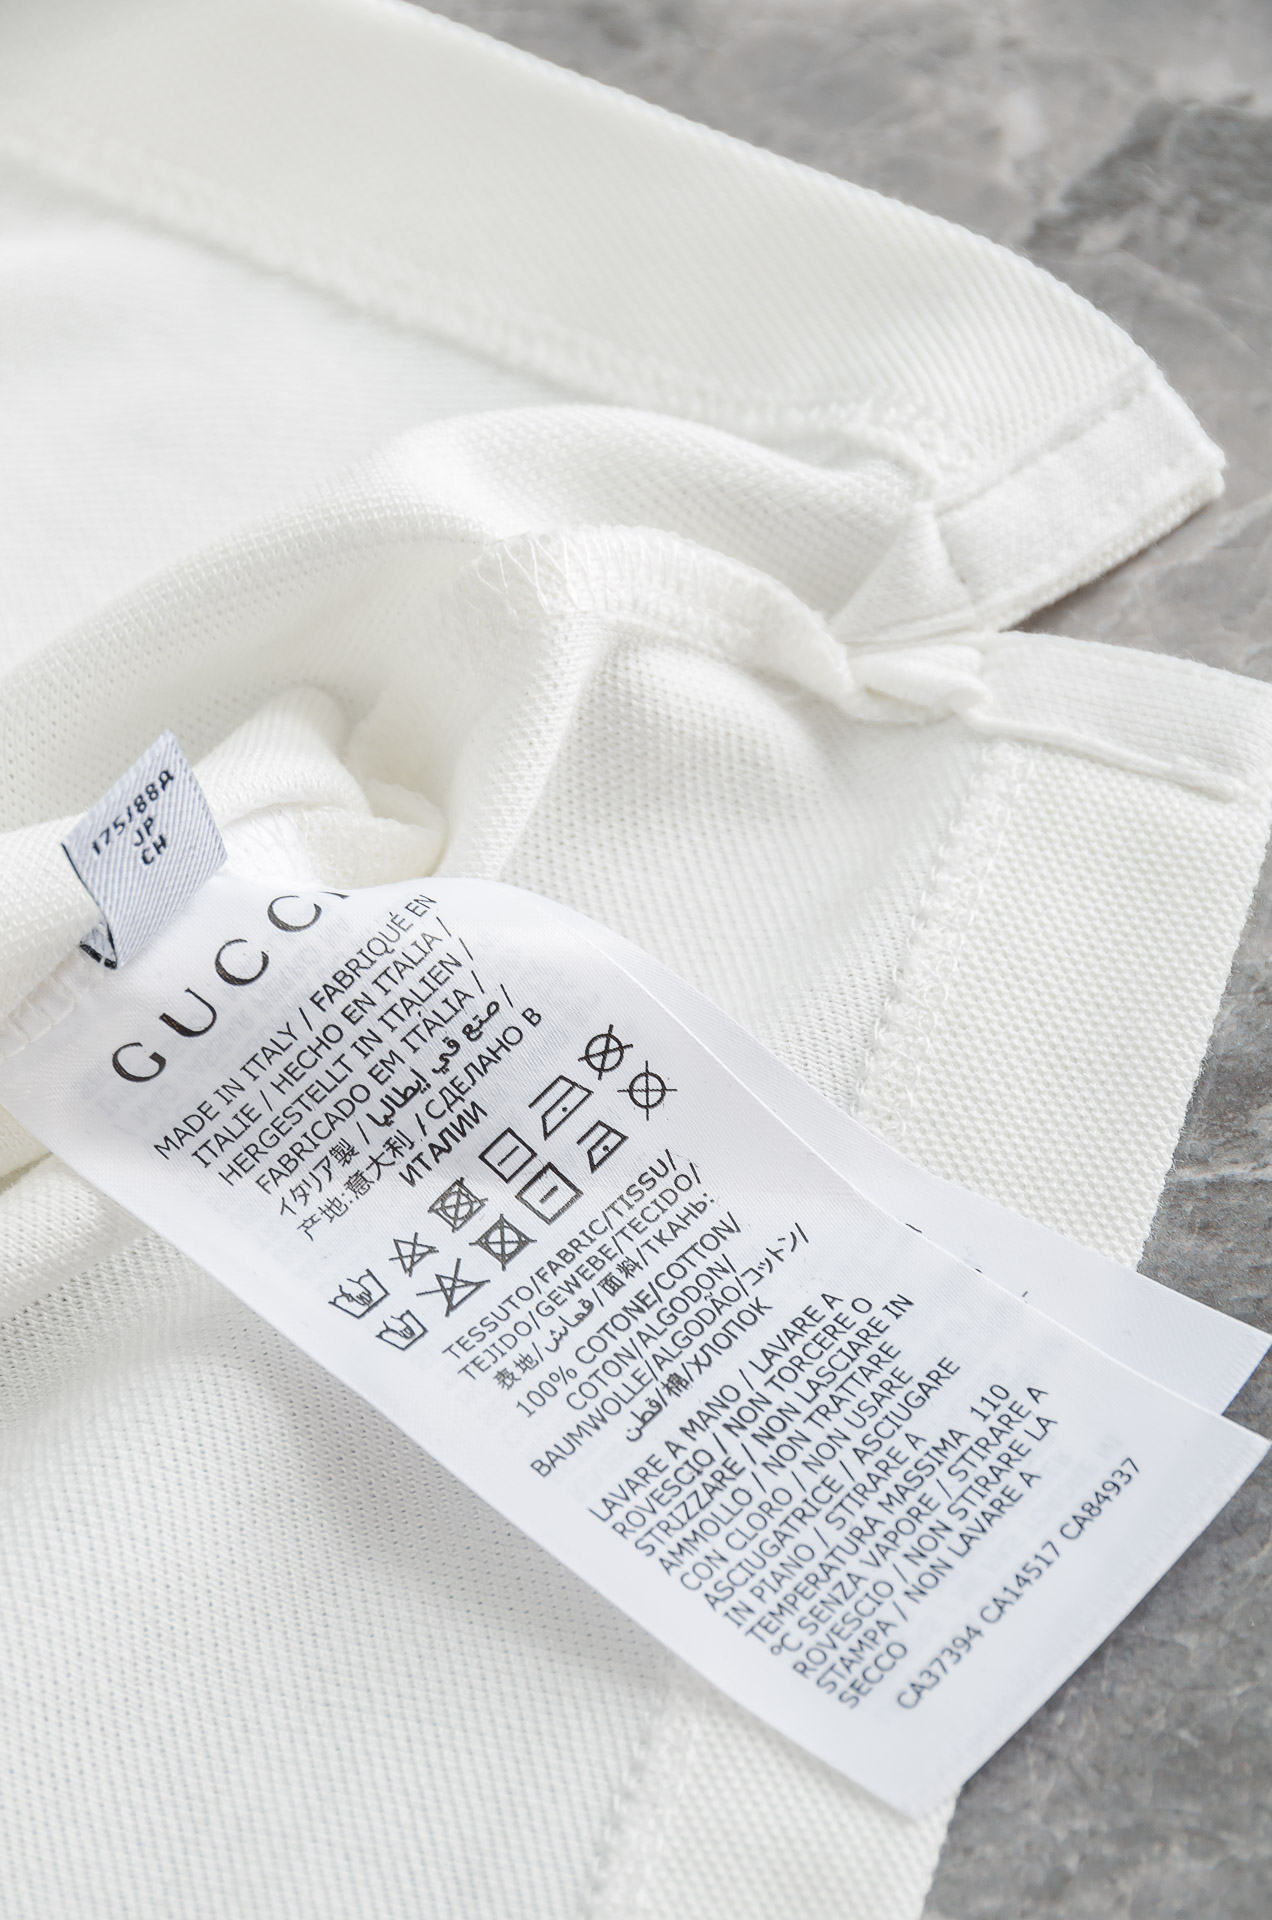 175/88A
JP
CH
GUCCI
MADE IN ITALY / FABRIQUÉ EN
ITALIE / HECHO EN ITALIA /
HERGESTELLT IN ITALIEN /
FABRICADO EM ITÁLIA /
イタリア製 / صنع في إيطاليا /
产地:意大利 / СДЕЛАНО В
ИТАЛИИ
TESSUTO/FABRIC/TISSU/
TEJIDO/GEWEBE/TECIDO/
表地/قماش/面料/ТКАНЬ:
100% COTONE/COTTON/
COTON/ALGODON/
BAUMWOLLE/ALGODÃO/コットン/
قطن/棉/ХЛОПОК
LAVARE A MANO / LAVARE A
ROVESCIO / NON TORCERE O
STRIZZARE / NON LASCIARE IN
AMMOLLO / NON TRATTARE
CON CLORO / NON USARE
ASCIUGATRICE / ASCIUGARE
IN PIANO / STIRARE A
TEMPERATURA MASSIMA 110
°C SENZA VAPORE / STIRARE A
ROVESCIO / NON STIRARE LA
STAMPA / NON LAVARE A
SECCO
CA37394 CA14517 CA84937